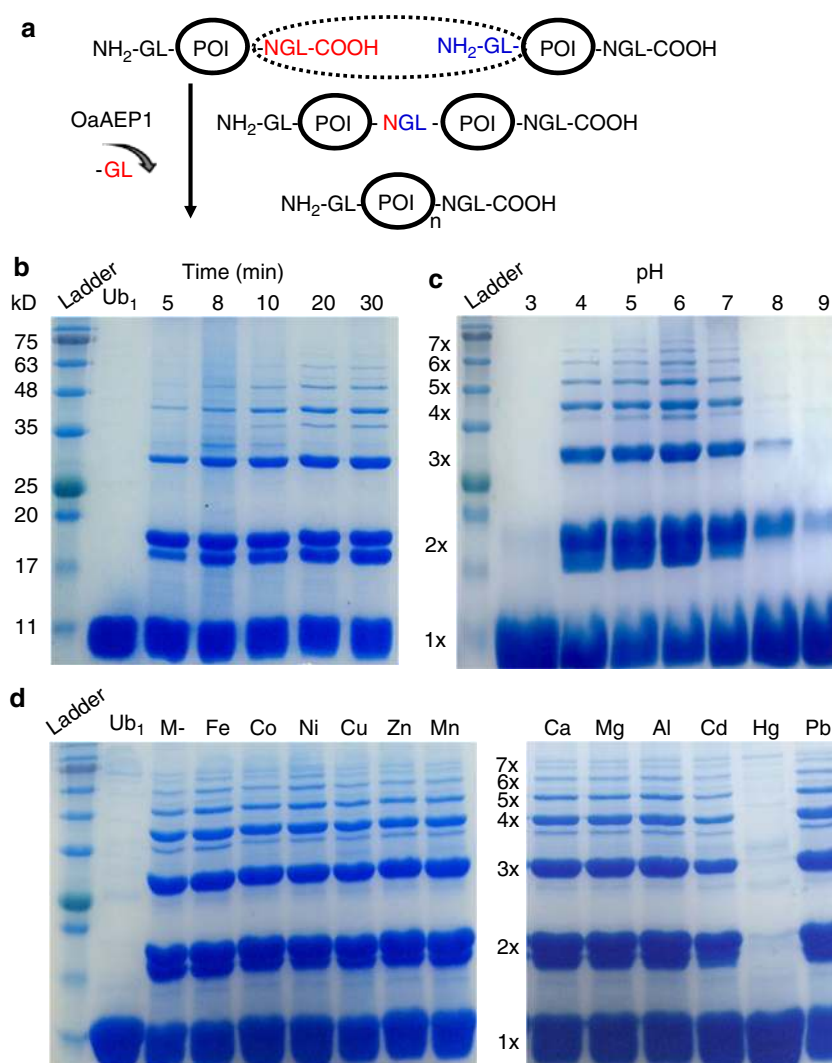 a
NH2-GL- POI -NGL-COOH NH2-GL- POI -NGL-COOH
OaAEP1
-GL
NH2-GL- POI - NGL - POI -NGL-COOH
NH2-GL- POI n -NGL-COOH
b
Time (min)
kD Ladder Ub1 5 8 10 20 30
75
63
48
35
25
20
17
11
c
pH
Ladder 3 4 5 6 7 8 9
7x
6x
5x
4x
3x
2x
1x
d
Ladder Ub1 M- Fe Co Ni Cu Zn Mn
Ca Mg Al Cd Hg Pb
7x
6x
5x
4x
3x
2x
1x